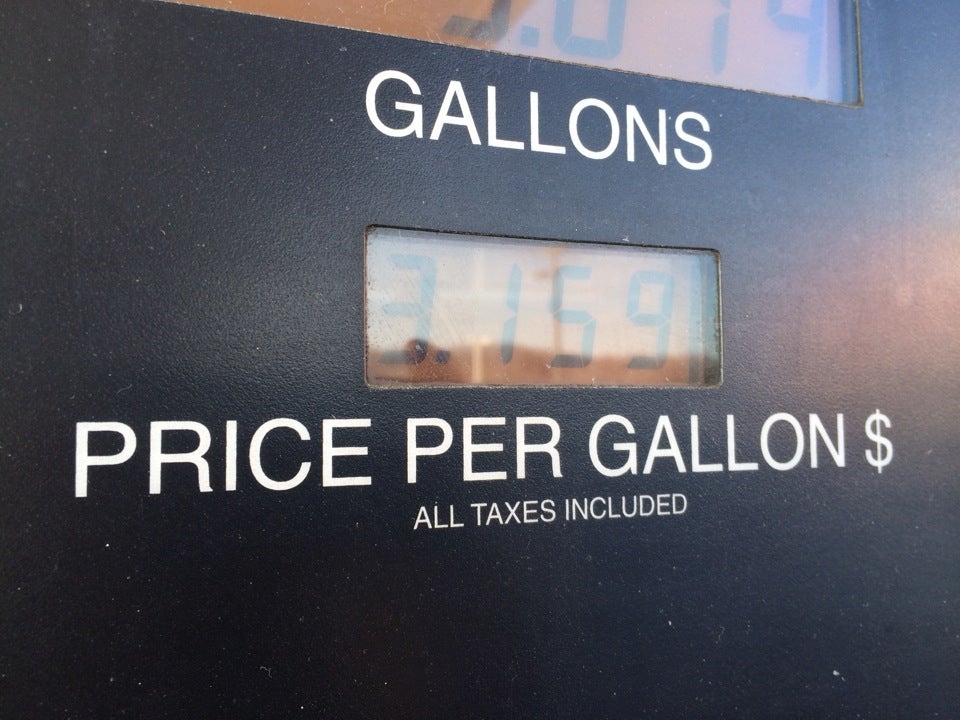 GALLONS
3.159
PRICE PER GALLON $
ALL TAXES INCLUDED